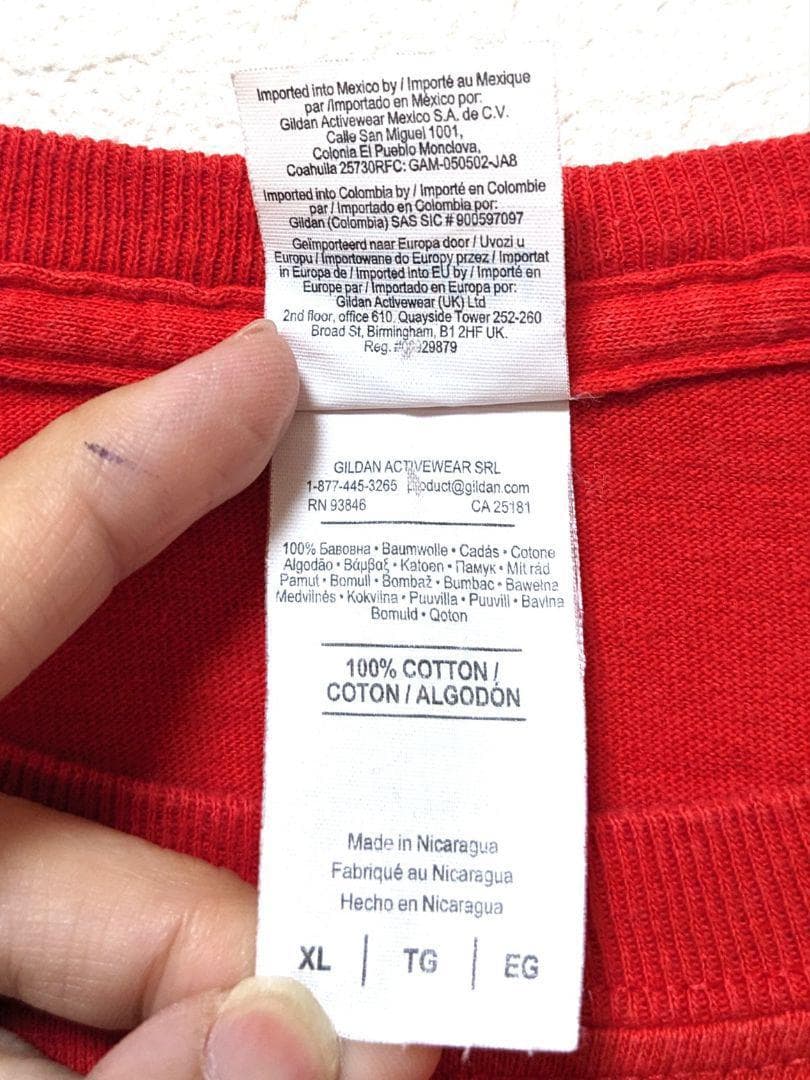 Imported into Mexico by / Importé au Mexique
par /Importado en México por:
Gildan Activewear Mexico S.A. de C.V.
Calle San Miguel 1001,
Colonia El Pueblo Monclova,
Coahuila 25730RFC: GAM-050502-JA8
Imported into Colombia by / Importé en Colombie
par / Importado en Colombia por:
Gildan (Colombia) SAS SIC # 900597097
Geïmporteerd naar Europa door / Uvozi u
Europu / Importowane do Europy przez / Importat
in Europa de / Imported into EU by / Importé en
Europe par / Importado en Europa por:
Gildan Activewear (UK) Ltd
2nd floor, office 610, Quayside Tower 252-260
Broad St, Birmingham, B1 2HF UK.
Reg.
GILDAN ACTIVEWEAR SRL
1-877-445-3265 product@gildan.com
RN 93846 CA 25181
100% Бавовна • Baumwolle • Cadás • Cotone
Algodão • Βάμβαξ • Katoen • Памук • Mit rád
Pamut • Bomull • Bombaž • Bumbac • Bawełna
Medvilnés • Kokvilna • Puuvilla • Puuvill • Bavlna
Bomuld • Qoton
100% COTTON /
COTON / ALGODÓN
Made in Nicaragua
Fabriqué au Nicaragua
Hecho en Nicaragua
XL | TG | EG